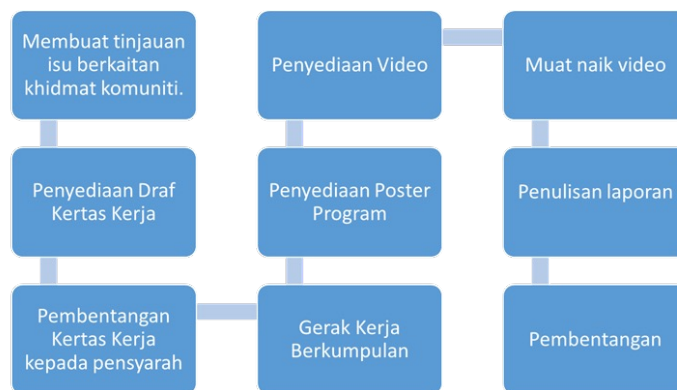 Membuat tinjauan
isu berkaitan
khidmat komuniti.
Penyediaan Draf
Kertas Kerja
Pembentangan
Kertas Kerja
kepada pensyarah
Gerak Kerja
Berkumpulan
Penyediaan Poster
Program
Penyediaan Video
Muat naik video
Penulisan laporan
Pembentangan